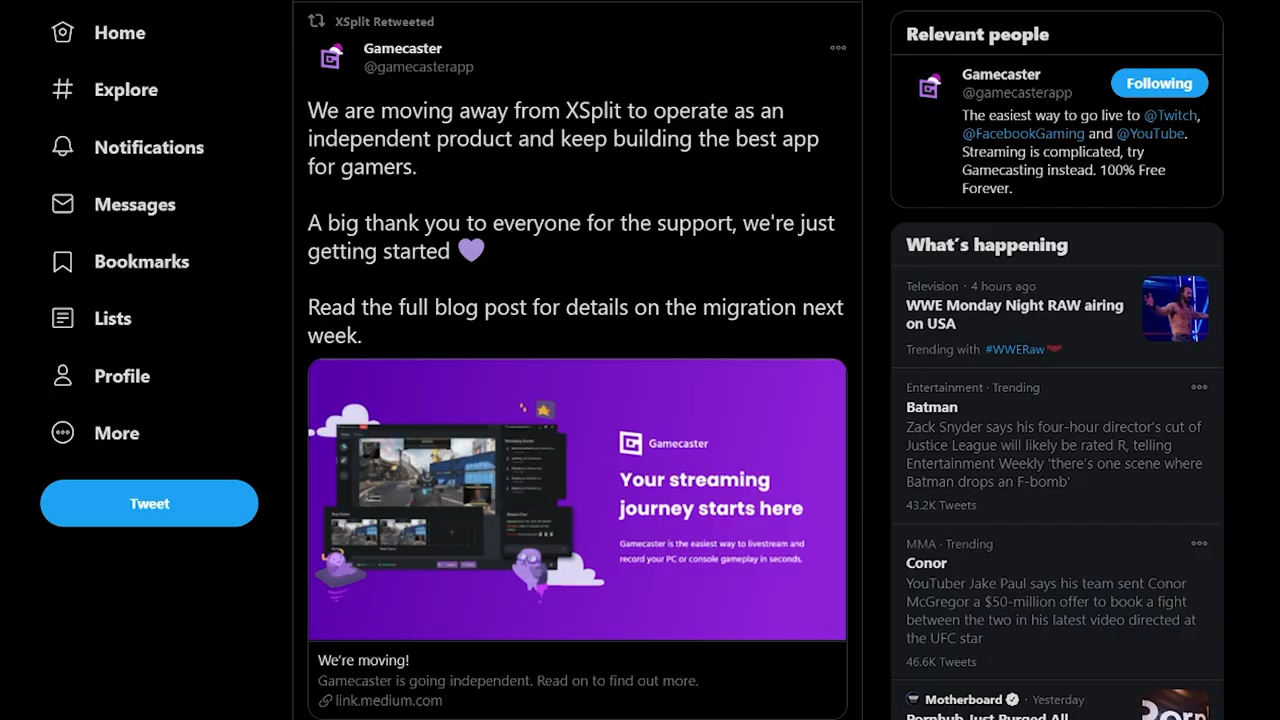 Home
Explore
Notifications
Messages
Bookmarks
Lists
Profile
More
Tweet
XSplit Retweeted
Gamecaster
@gamecasterapp
We are moving away from XSplit to operate as an
independent product and keep building the best app
for gamers.
A big thank you to everyone for the support, we're just
getting started 💜
Read the full blog post for details on the migration next
week.
Gamecaster
Your streaming
journey starts here
Gamecaster is the easiest way to livestream and
record your PC or console gameplay in seconds.
We're moving!
Gamecaster is going independent. Read on to find out more.
link.medium.com
Relevant people
Gamecaster
@gamecasterapp
Following
The easiest way to go live to @Twitch,
@FacebookGaming and @YouTube.
Streaming is complicated, try
Gamecasting instead. 100% Free
Forever.
What's happening
Television · 4 hours ago
WWE Monday Night RAW airing
on USA
Trending with #WWERaw
Entertainment · Trending
Batman
Zack Snyder says his four-hour director's cut of
Justice League will likely be rated R, telling
Entertainment Weekly 'there's one scene where
Batman drops an F-bomb'
43.2K Tweets
MMA · Trending
Conor
YouTuber Jake Paul says his team sent Conor
McGregor a $50-million offer to book a fight
between the two in his latest video directed at
the UFC star
46.6K Tweets
Motherboard · Yesterday
Pornhub Just Purged All